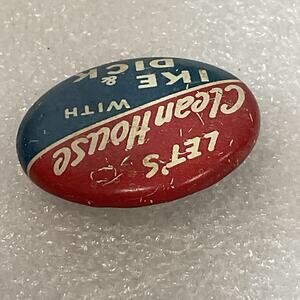 LET'S
Clean House
WITH
IKE &
DICK